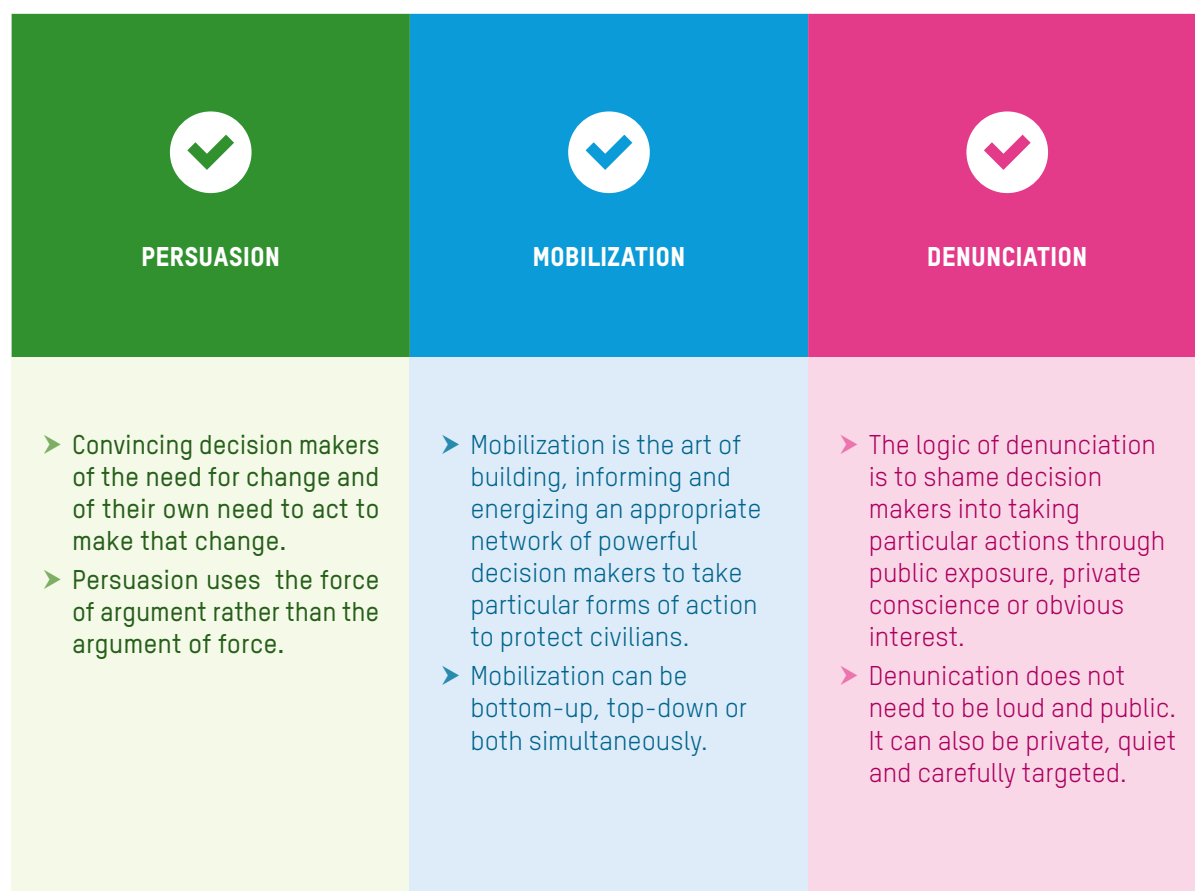 PERSUASION
Convincing decision makers
of the need for change and
of their own need to act to
make that change.
Persuasion uses  the force
of argument rather than the
argument of force.
MOBILIZATION
Mobilization is the art of
building, informing and
energizing an appropriate
network of powerful
decision makers to take
particular forms of action
to protect civilians.
Mobilization can be
bottom-up, top-down or
both simultaneously.
DENUNCIATION
The logic of denunciation
is to shame decision
makers into taking
particular actions through
public exposure, private
conscience or obvious
interest.
Denunication does not
need to be loud and public.
It can also be private, quiet
and carefully targeted.